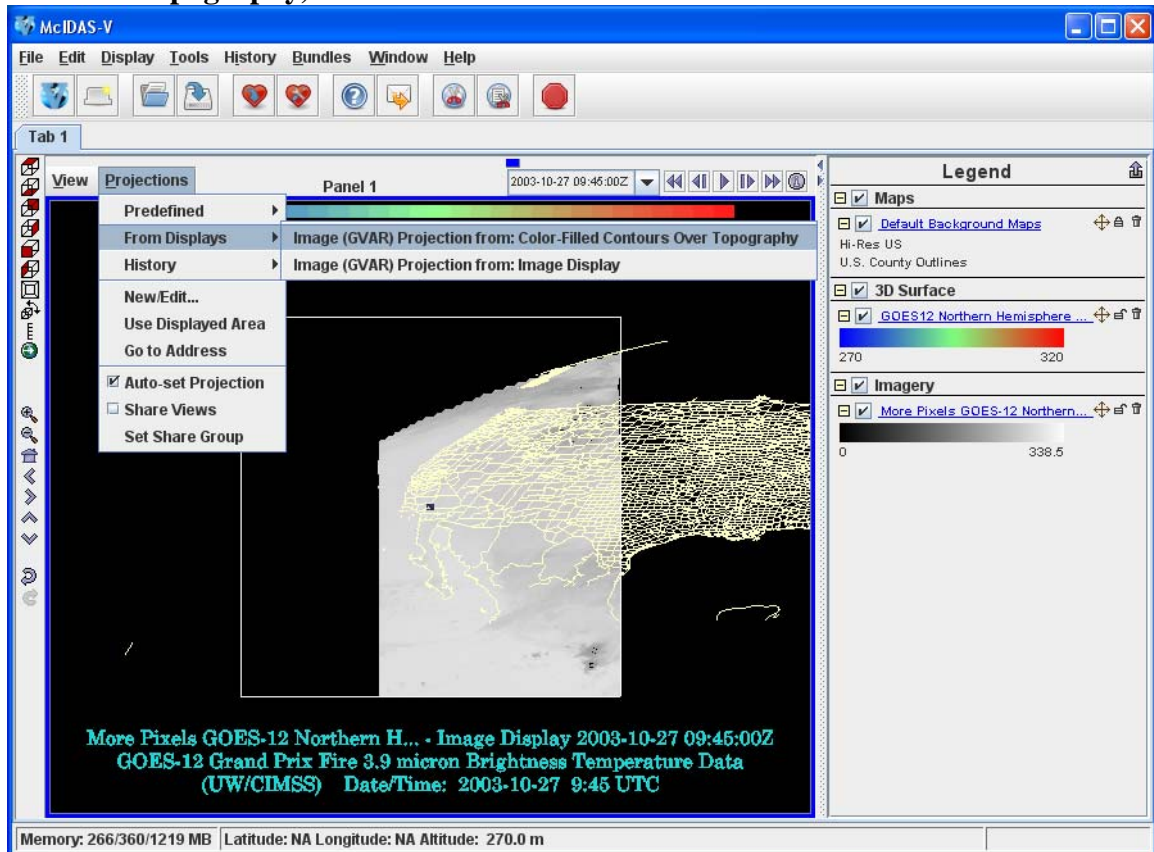 McIDAS-V
File Edit Display Tools History Bundles Window Help
Tab 1
View Projections
Panel 1
2003-10-27 09:45:00Z
Predefined
From Displays
History
New/Edit...
Use Displayed Area
Go to Address
Auto-set Projection
Share Views
Set Share Group
Image (GVAR) Projection from: Color-Filled Contours Over Topography
Image (GVAR) Projection from: Image Display
More Pixels GOES-12 Northern H... - Image Display 2003-10-27 09:45:00Z
GOES-12 Grand Prix Fire 3.9 micron Brightness Temperature Data
(UW/CIMSS) Date/Time: 2003-10-27 9:45 UTC
Legend
Maps
Default Background Maps
Hi-Res US
U.S. County Outlines
3D Surface
GOES12 Northern Hemisphere ...
270 320
Imagery
More Pixels GOES-12 Northern...
0 338.5
Memory: 266/360/1219 MB Latitude: NA Longitude: NA Altitude: 270.0 m